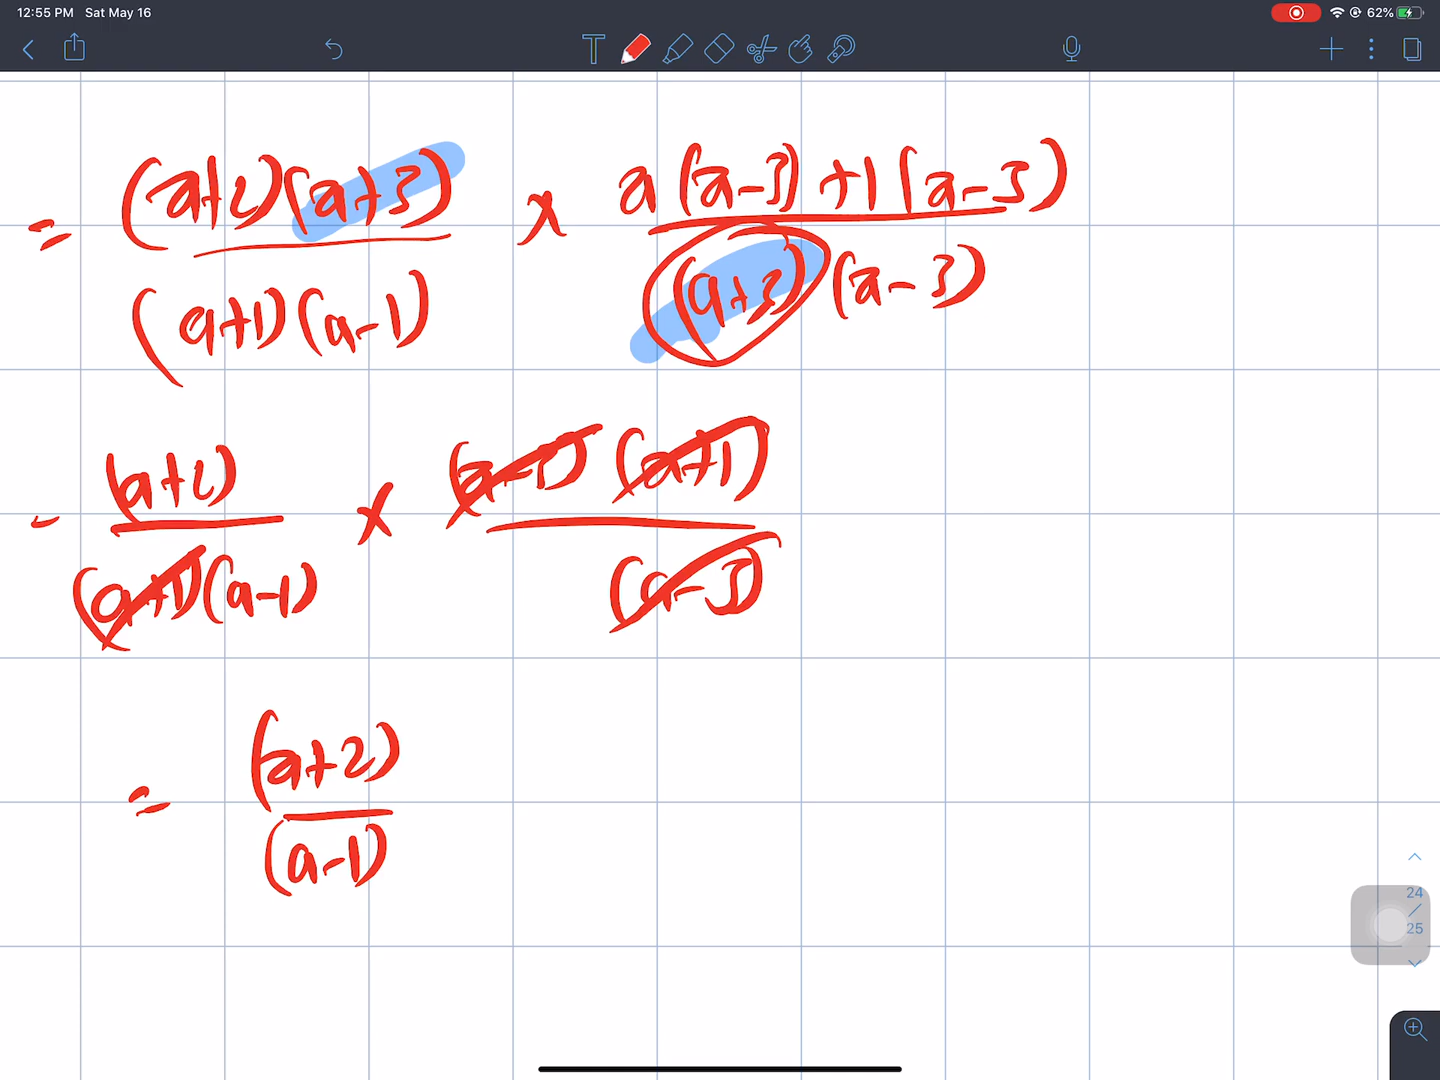 12:55 PM Sat May 16 62%
= (a+2)(a+3) × a(a-3)+1(a-3)
(a+1)(a-1) (a+3)(a-3)
= (a+2) × (a-3)(a+1)
(a+1)(a-1) (a-3)
= (a+2)
(a-1)
24
/
25